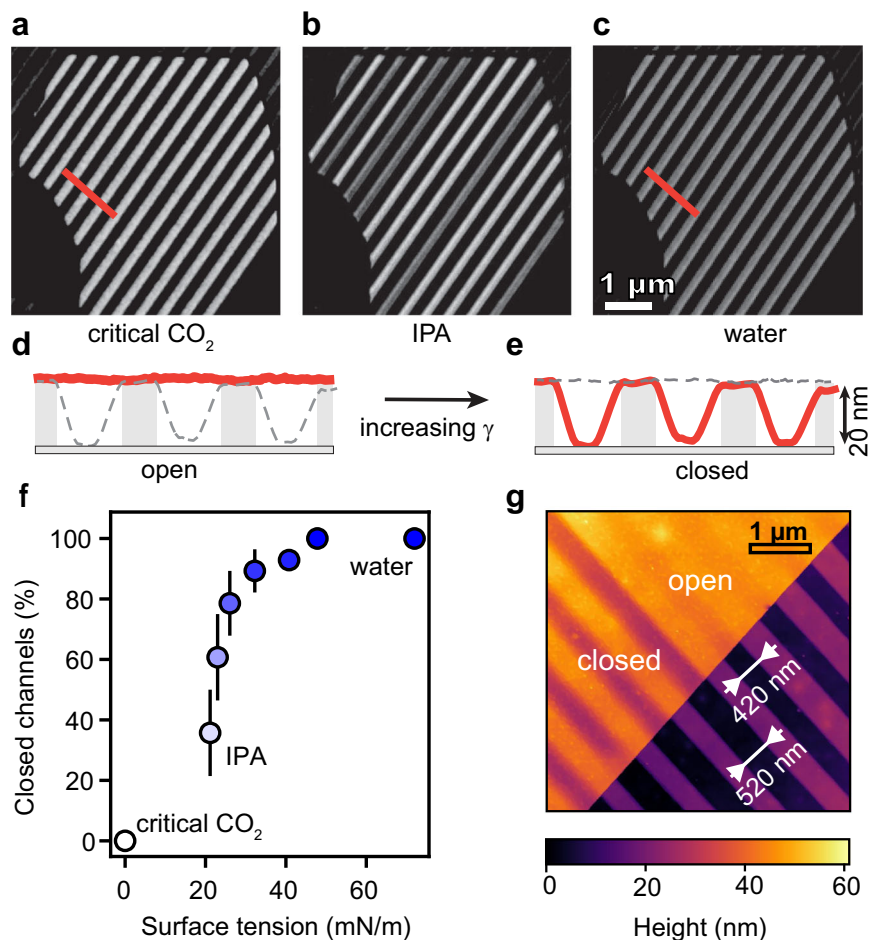 a
b
c
critical CO₂
IPA
water
1 µm
d
e
open
increasing γ
closed
20 nm
f
g
Closed channels (%)
100
80
60
40
20
0
water
IPA
critical CO₂
0 20 40 60
Surface tension (mN/m)
1 µm
open
closed
420 nm
520 nm
0 20 40 60
Height (nm)